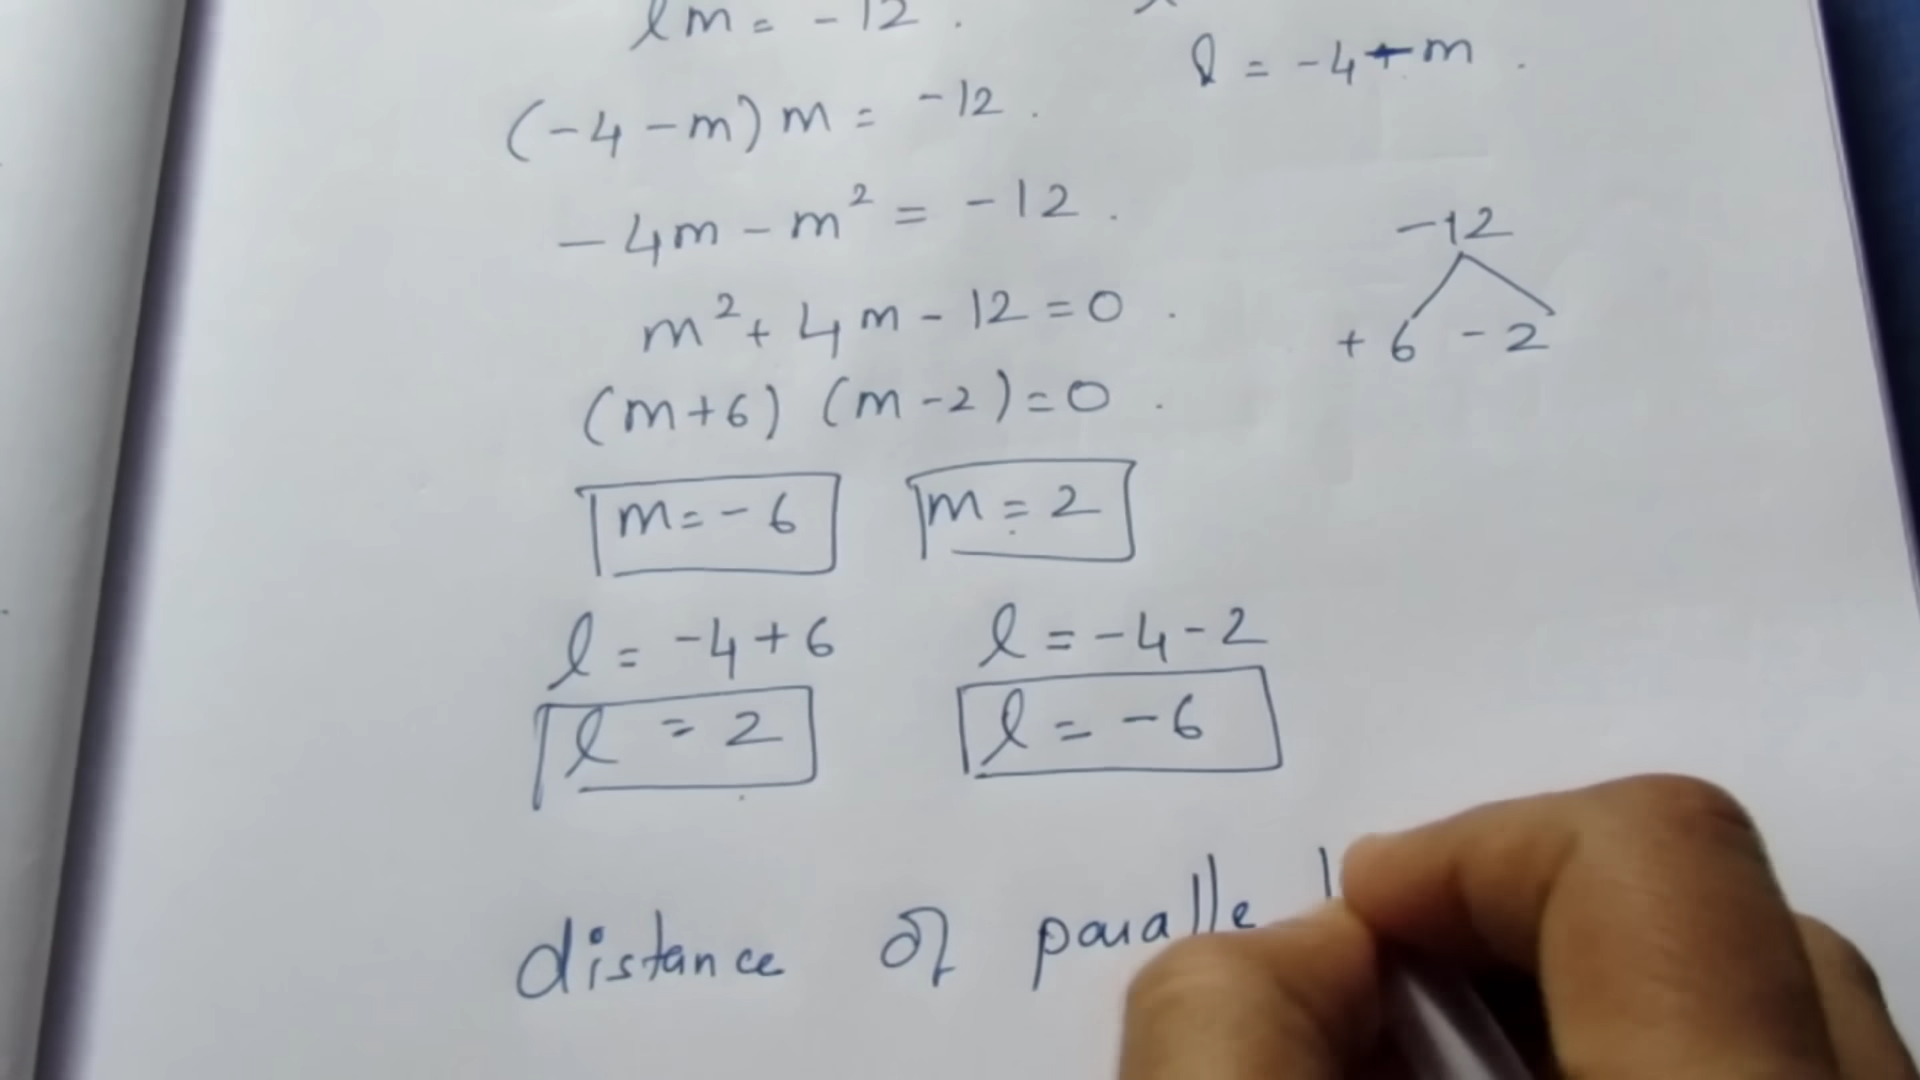 lm = -12 .
l = -4 - m .
(-4 - m) m = -12 .
-4m - m² = -12 .
-12
m² + 4m - 12 = 0 .
+6 -2
(m+6) (m-2) = 0 .
m = -6 m = 2
l = -4+6 l = -4-2
l = 2 l = -6
distance of paralle l